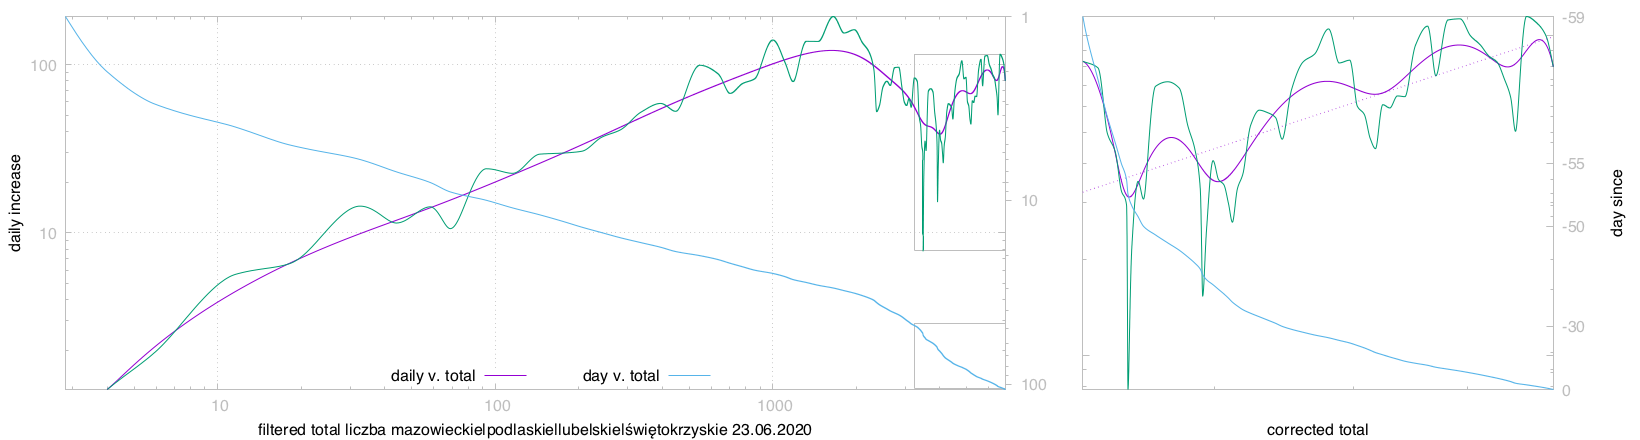 1
-59
100
daily increase
-55
10
-50
day since
10
-30
daily v. total
day v. total
100
0
10
100
1000
filtered total liczba mazowieckie|podlaskie|lubelskie|świętokrzyskie 23.06.2020
corrected total